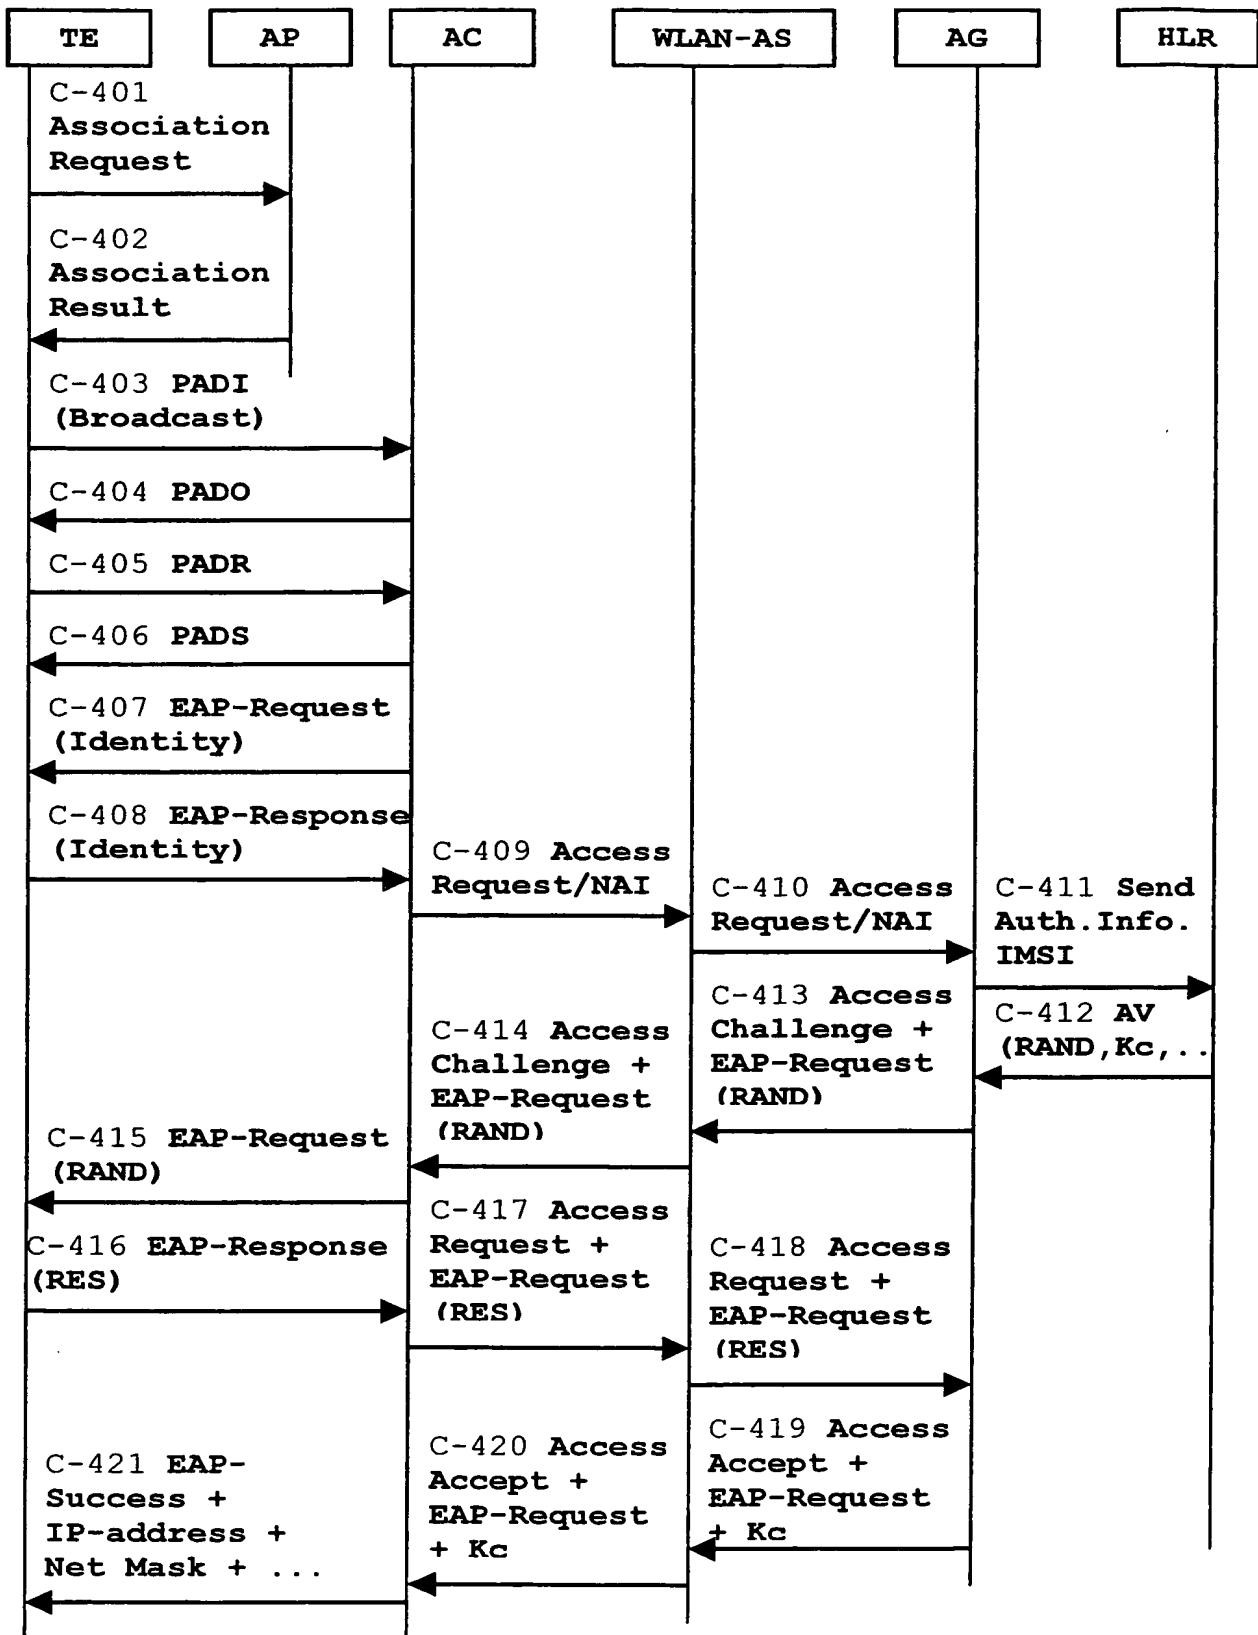 TE
AP
AC
WLAN-AS
AG
HLR
C-401
Association
Request
C-402
Association
Result
C-403 PADI
(Broadcast)
C-404 PADO
C-405 PADR
C-406 PADS
C-407 EAP-Request
(Identity)
C-408 EAP-Response
(Identity)
C-409 Access
Request/NAI
C-410 Access
Request/NAI
C-411 Send
Auth.Info.
IMSI
C-412 AV
(RAND,Kc,..
C-413 Access
Challenge +
EAP-Request
(RAND)
C-414 Access
Challenge +
EAP-Request
(RAND)
C-415 EAP-Request
(RAND)
C-416 EAP-Response
(RES)
C-417 Access
Request +
EAP-Request
(RES)
C-418 Access
Request +
EAP-Request
(RES)
C-419 Access
Accept +
EAP-Request
+ Kc
C-420 Access
Accept +
EAP-Request
+ Kc
C-421 EAP-
Success +
IP-address +
Net Mask + ...